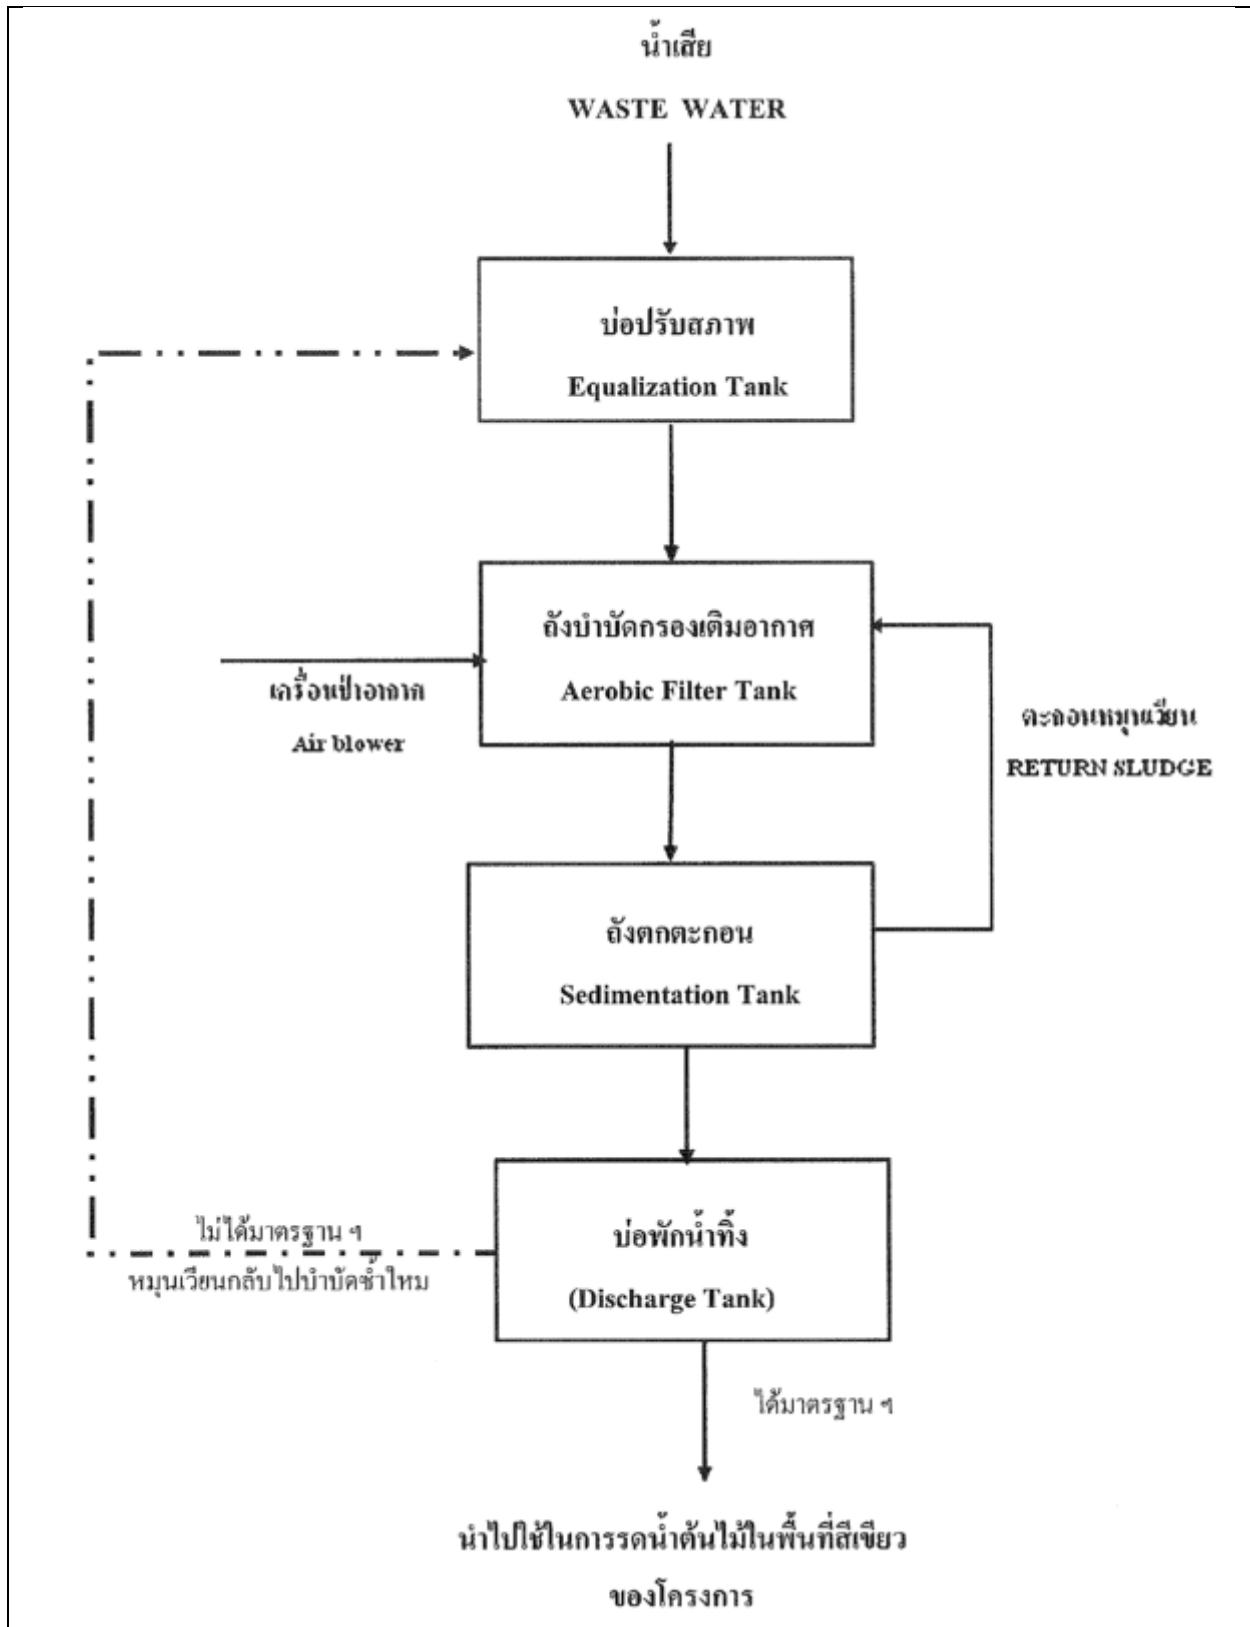 น้ำเสีย
WASTE WATER
บ่อปรับสภาพ
Equalization Tank
ถังบำบัดกรองเติมอากาศ
Aerobic Filter Tank
เครื่องเป่าอากาศ
Air blower
ตะกอนหมุนเวียน
RETURN SLUDGE
ถังตกตะกอน
Sedimentation Tank
ไม่ได้มาตรฐาน ฯ
หมุนเวียนกลับไปบำบัดซ้ำใหม่
บ่อพักน้ำทิ้ง
(Discharge Tank)
ได้มาตรฐาน ฯ
นำไปใช้ในการรดน้ำต้นไม้ในพื้นที่สีเขียว
ของโครงการ